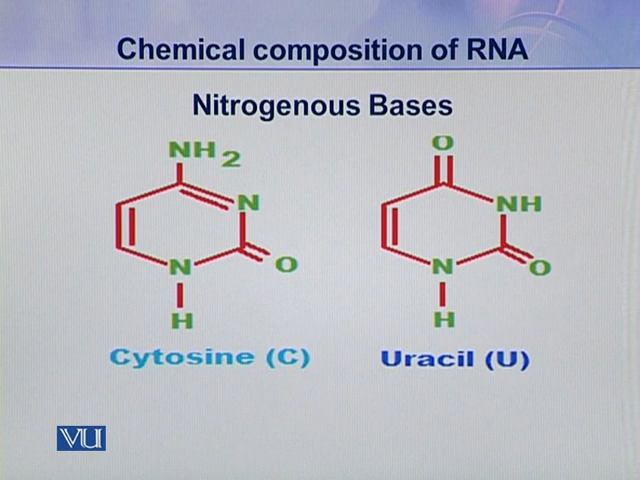 Chemical composition of RNA
Nitrogenous Bases
NH2
N
O
N
H
Cytosine (C)
O
NH
O
N
H
Uracil (U)
VU